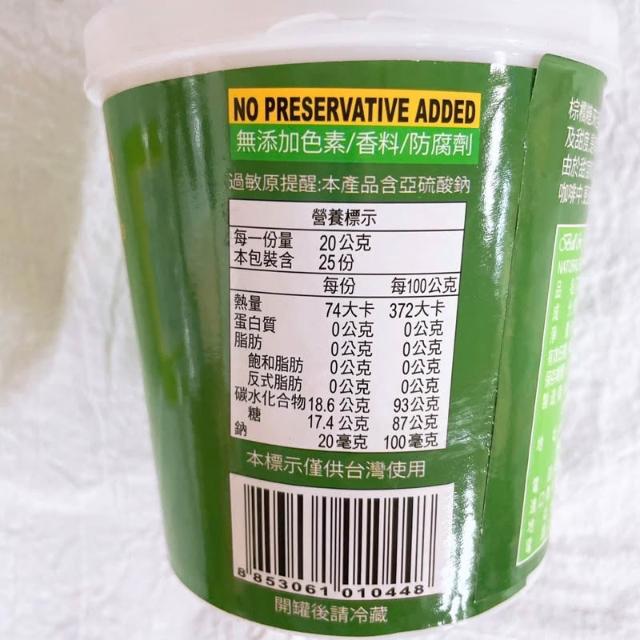 NO PRESERVATIVE ADDED
無添加色素/香料/防腐劑
過敏原提醒:本產品含亞硫酸鈉
營養標示
每一份量 20公克
本包裝含 25份
每份 每100公克
熱量 74大卡 372大卡
蛋白質 0公克 0公克
脂肪 0公克 0公克
飽和脂肪 0公克 0公克
反式脂肪 0公克 0公克
碳水化合物 18.6公克 93公克
糖 17.4公克 87公克
鈉 20毫克 100毫克
本標示僅供台灣使用
8 853061 010448
開罐後請冷藏